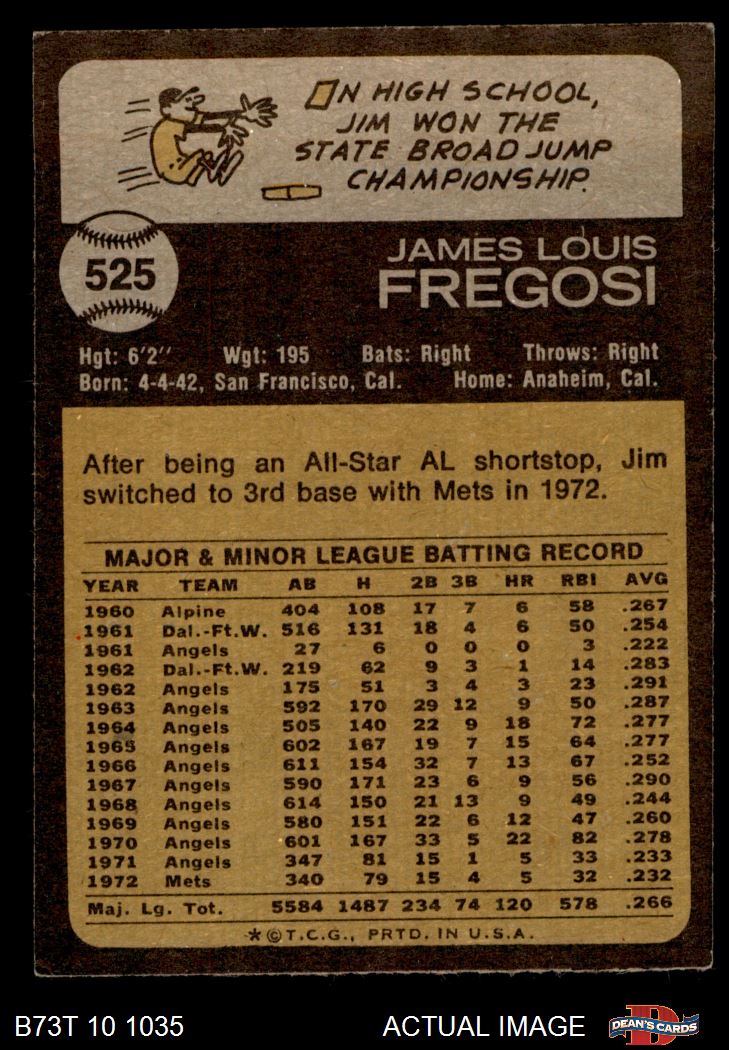 IN HIGH SCHOOL,
JIM WON THE
STATE BROAD JUMP
CHAMPIONSHIP.
525
JAMES LOUIS
FREGOSI
Hgt: 6'2" Wgt: 195 Bats: Right Throws: Right
Born: 4-4-42, San Francisco, Cal. Home: Anaheim, Cal.
After being an All-Star AL shortstop, Jim
switched to 3rd base with Mets in 1972.
MAJOR & MINOR LEAGUE BATTING RECORD
YEAR TEAM AB H 2B 3B HR RBI AVG
1960 Alpine 404 108 17 7 6 58 .267
1961 Dal.-Ft.W. 516 131 18 4 6 50 .254
1961 Angels 27 6 0 0 0 3 .222
1962 Dal.-Ft.W. 219 62 9 3 1 14 .283
1962 Angels 175 51 3 4 3 23 .291
1963 Angels 592 170 29 12 9 50 .287
1964 Angels 505 140 22 9 18 72 .277
1965 Angels 602 167 19 7 15 64 .277
1966 Angels 611 154 32 7 13 67 .252
1967 Angels 590 171 23 6 9 56 .290
1968 Angels 614 150 21 13 9 49 .244
1969 Angels 580 151 22 6 12 47 .260
1970 Angels 601 167 33 5 22 82 .278
1971 Angels 347 81 15 1 5 33 .233
1972 Mets 340 79 15 4 5 32 .232
Maj. Lg. Tot. 5584 1487 234 74 120 578 .266
*©T.C.G., PRTD. IN U.S.A.
B73T 10 1035 ACTUAL IMAGE DEAN'S CARDS